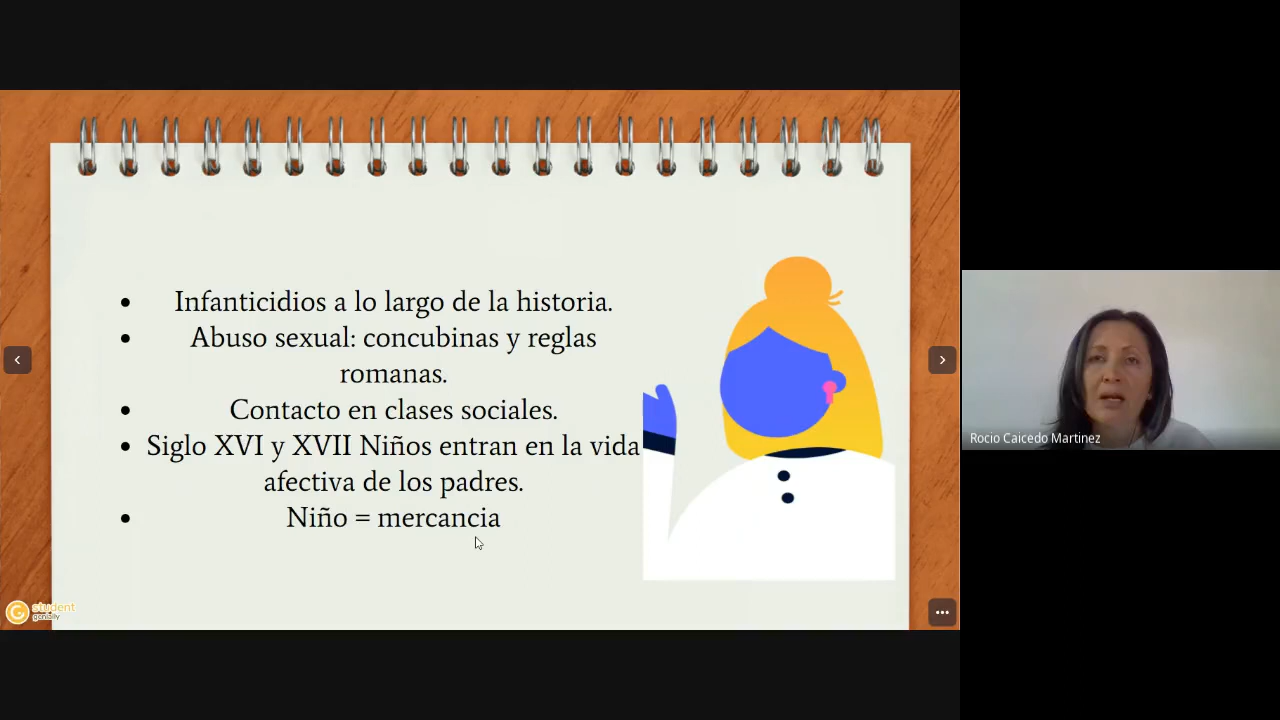 Infanticidios a lo largo de la historia.
Abuso sexual: concubinas y reglas
romanas.
Contacto en clases sociales.
Siglo XVI y XVII Niños entran en la vida
afectiva de los padres.
Niño = mercancia
student
genially
Rocio Caicedo Martinez